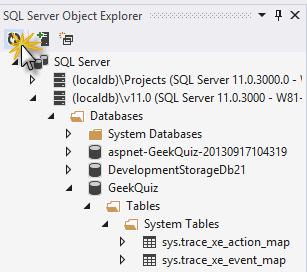 SQL Server Object Explorer
SQL Server
(localdb)\Projects (SQL Server 11.0.3000.0 -
(localdb)\v11.0 (SQL Server 11.0.3000 - W81-
Databases
System Databases
aspnet-GeekQuiz-20130917104319
DevelopmentStorageDb21
GeekQuiz
Tables
System Tables
sys.trace_xe_action_map
sys.trace_xe_event_map